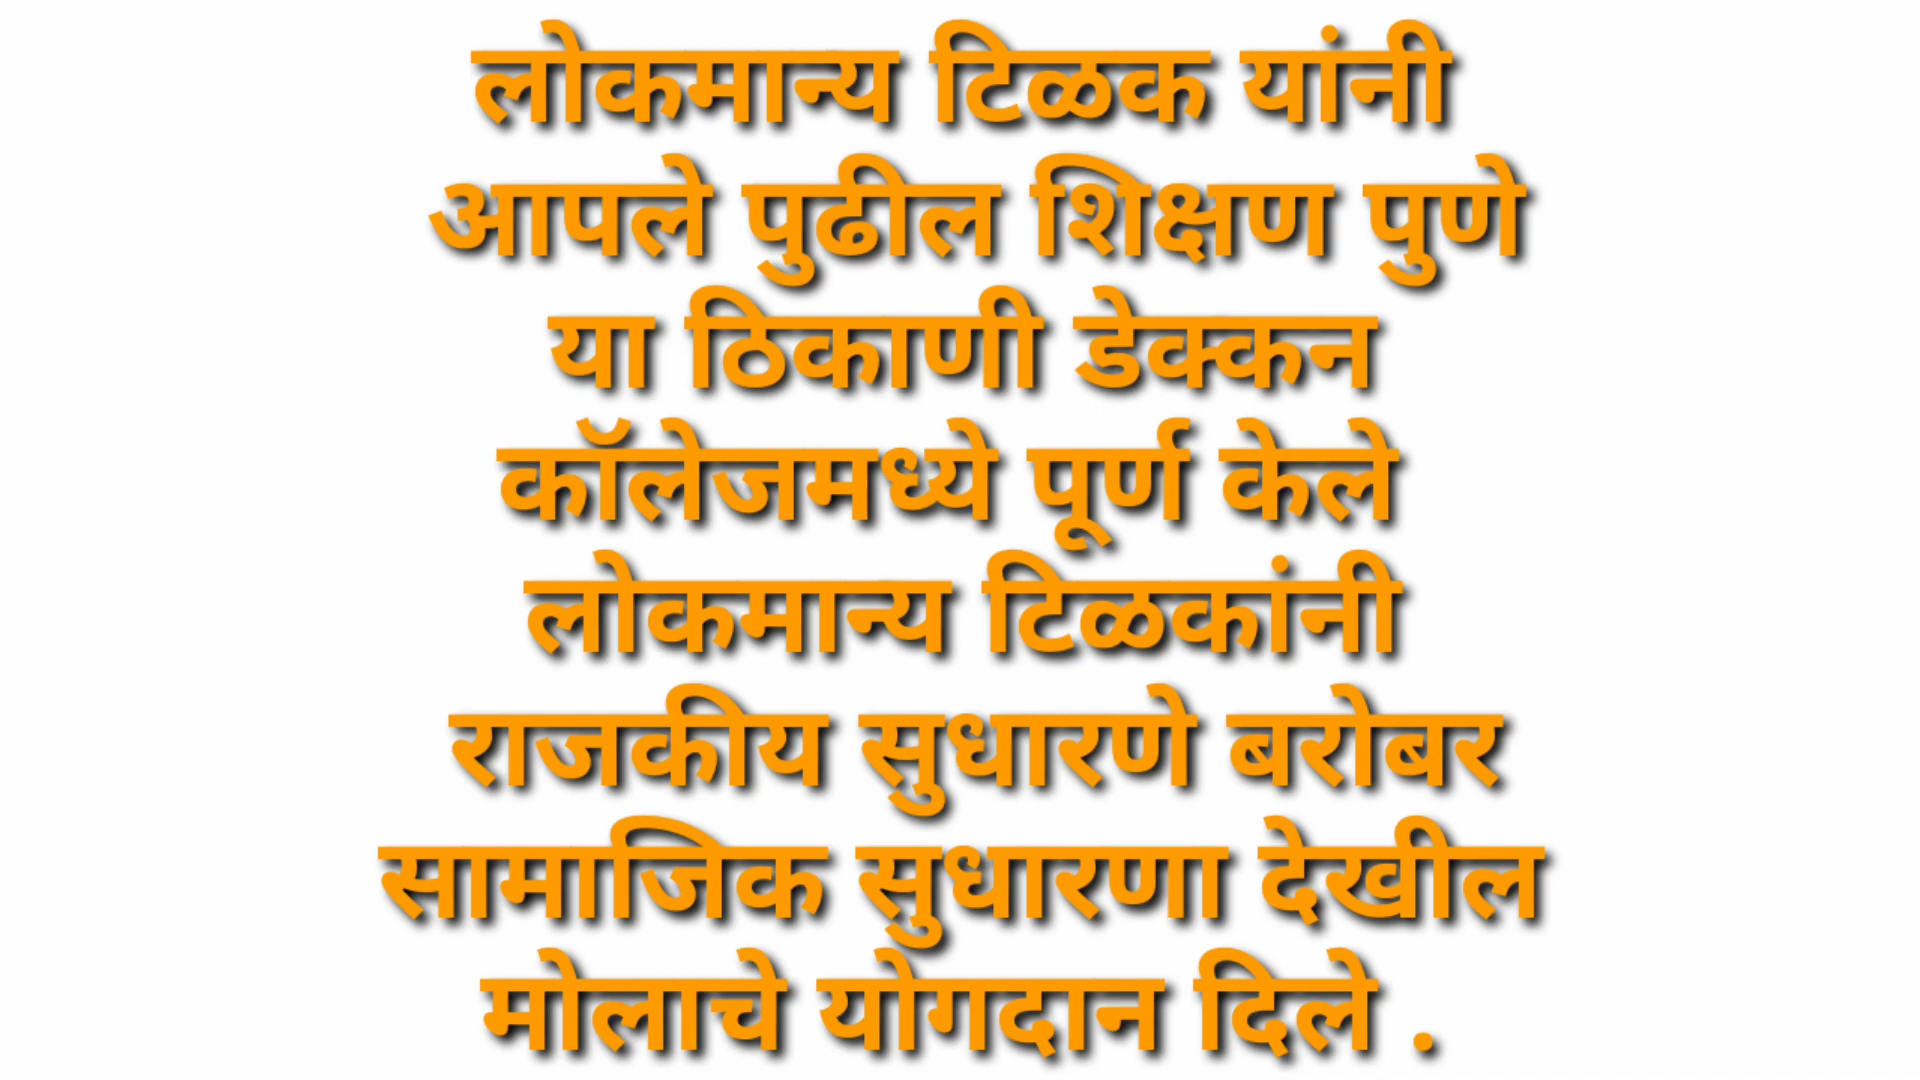 लोकमान्य टिळक यांनी
आपले पुढील शिक्षण पुणे
या ठिकाणी डेक्कन
कॉलेजमध्ये पूर्ण केले
लोकमान्य टिळकांनी
राजकीय सुधारणे बरोबर
सामाजिक सुधारणा देखील
मोलाचे योगदान दिले .